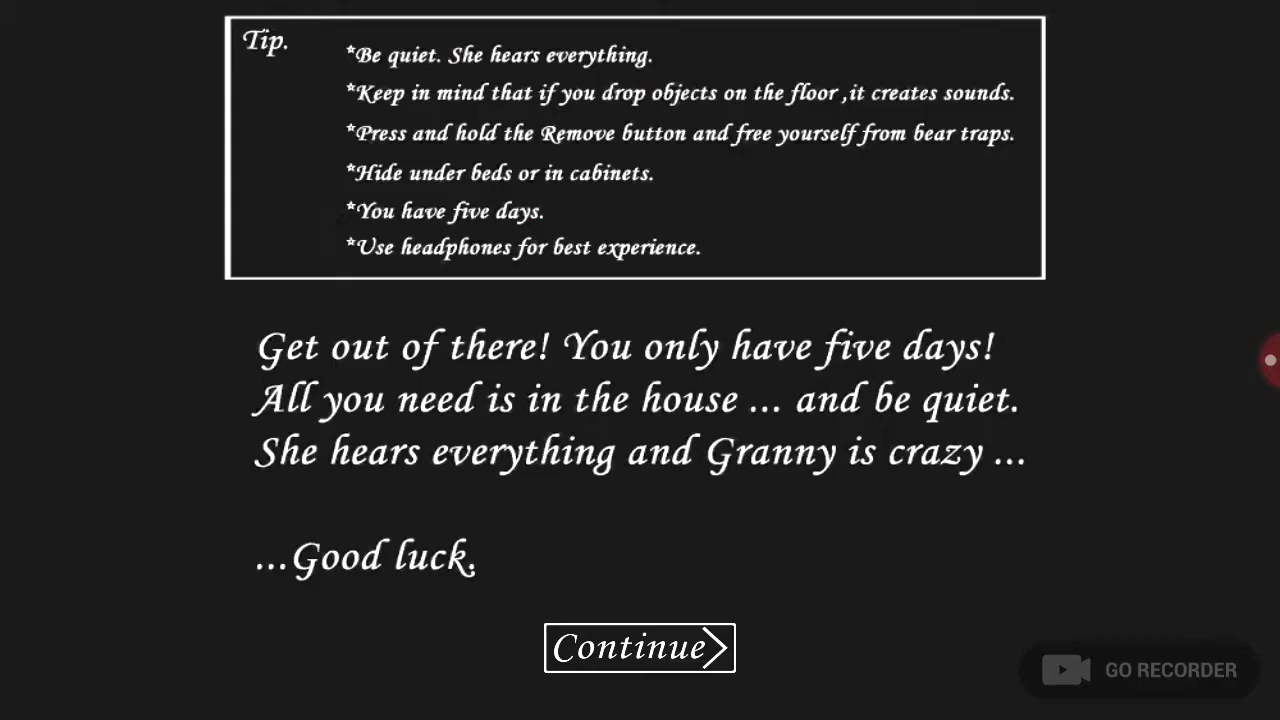 Tip.
*Be quiet. She hears everything.
*Keep in mind that if you drop objects on the floor ,it creates sounds.
*Press and hold the Remove button and free yourself from bear traps.
*Hide under beds or in cabinets.
*You have five days.
*Use headphones for best experience.
Get out of there! You only have five days!
All you need is in the house ... and be quiet.
She hears everything and Granny is crazy ...
...Good luck.
Continue
GO RECORDER